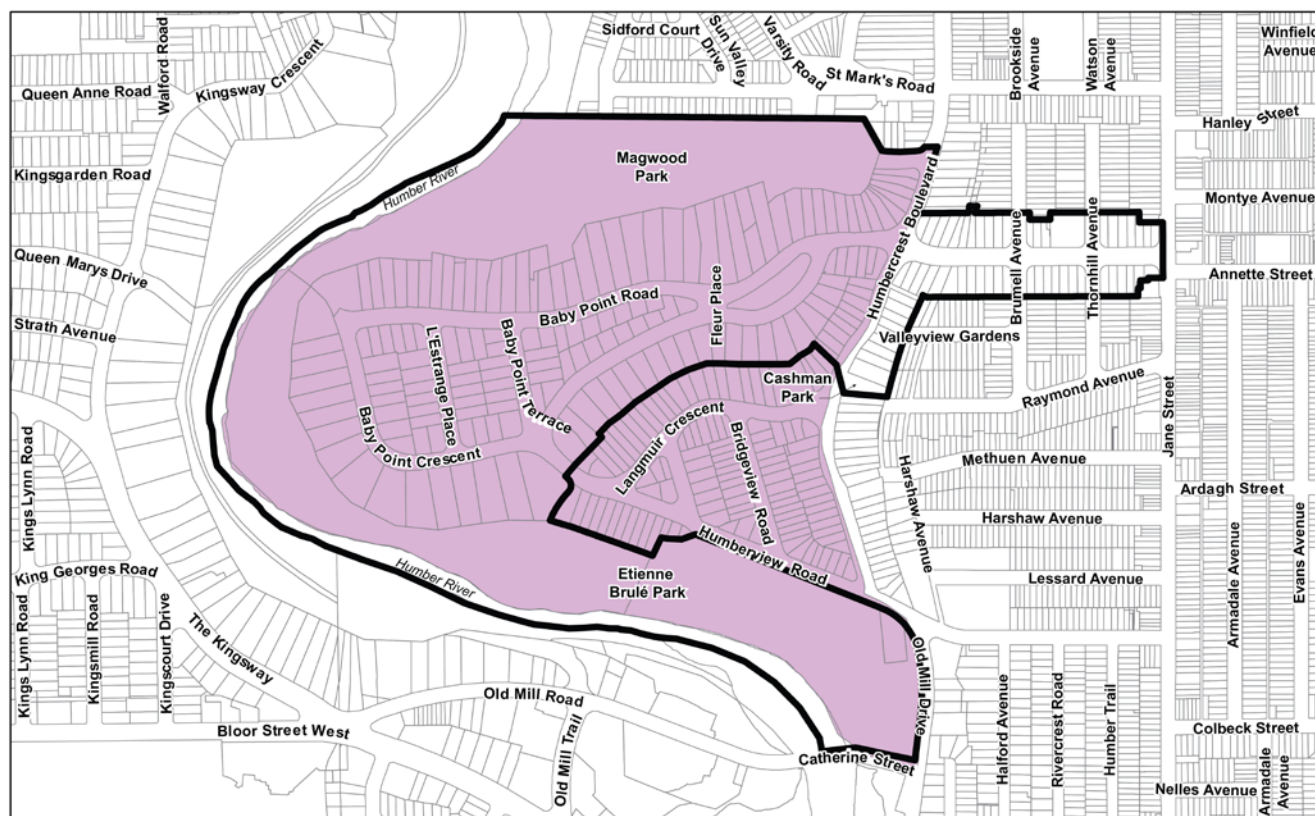 Sidford Court
Sun Valley
Drive
Varsity Road
St Mark's Road
Brookside
Avenue
Watson
Avenue
Winfield
Avenue
Walford Road
Queen Anne Road
Kingsway Crescent
Hanley Street
Kingsgarden Road
Magwood
Park
Humber River
Humbercrest Boulevard
Montye Avenue
Queen Marys Drive
Brumell Avenue
Thornhill Avenue
Annette Street
Strath Avenue
Baby Point Road
Fleur Place
L'Estrange Place
Baby Point Terrace
Valleyview Gardens
Cashman
Park
Raymond Avenue
Jane Street
Baby Point Crescent
Langmuir Crescent
Bridgeview Road
Kings Lynn Road
Methuen Avenue
Harshaw Avenue
Ardagh Street
Harshaw Avenue
Humberview Road
Armadale Avenue
Evans Avenue
King Georges Road
Humber River
Etienne
Brulé Park
Lessard Avenue
Kings Lynn Road
Kingsmill Road
Kingscourt Drive
The Kingsway
Old Mill Drive
Old Mill Road
Halford Avenue
Rivercrest Road
Humber Trail
Bloor Street West
Old Mill Trail
Catherine Street
Colbeck Street
Nelles Avenue
Armadale
Avenue